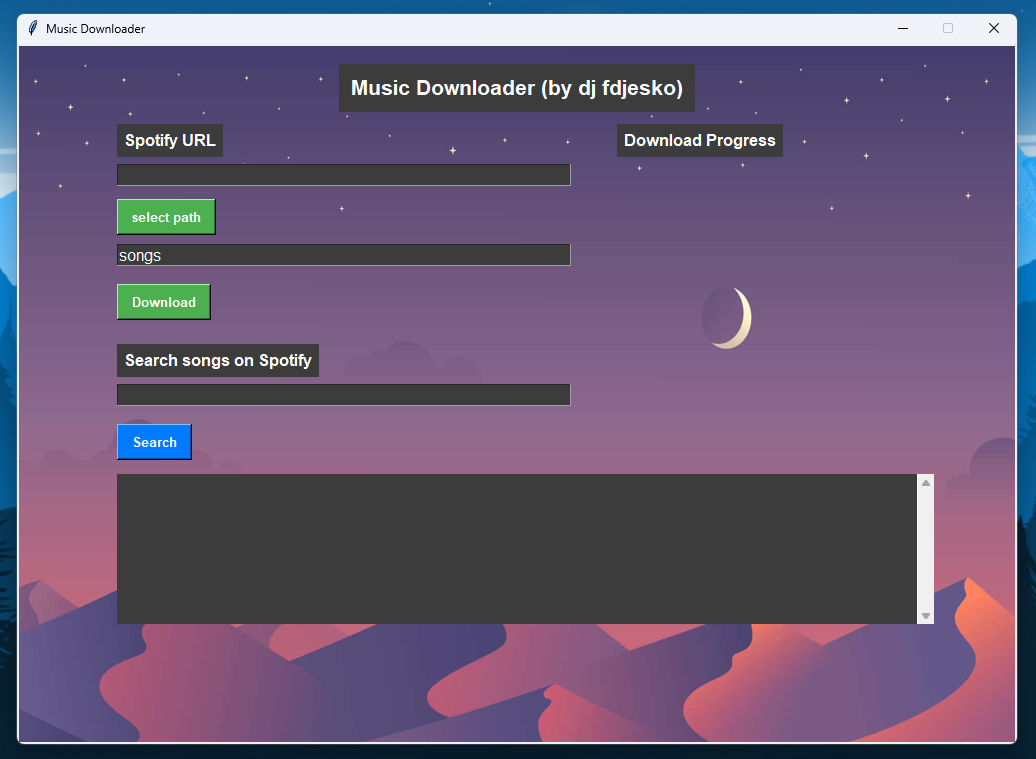 Music Downloader
Music Downloader (by dj fdjesko)
Spotify URL
Download Progress
select path
songs
Download
Search songs on Spotify
Search